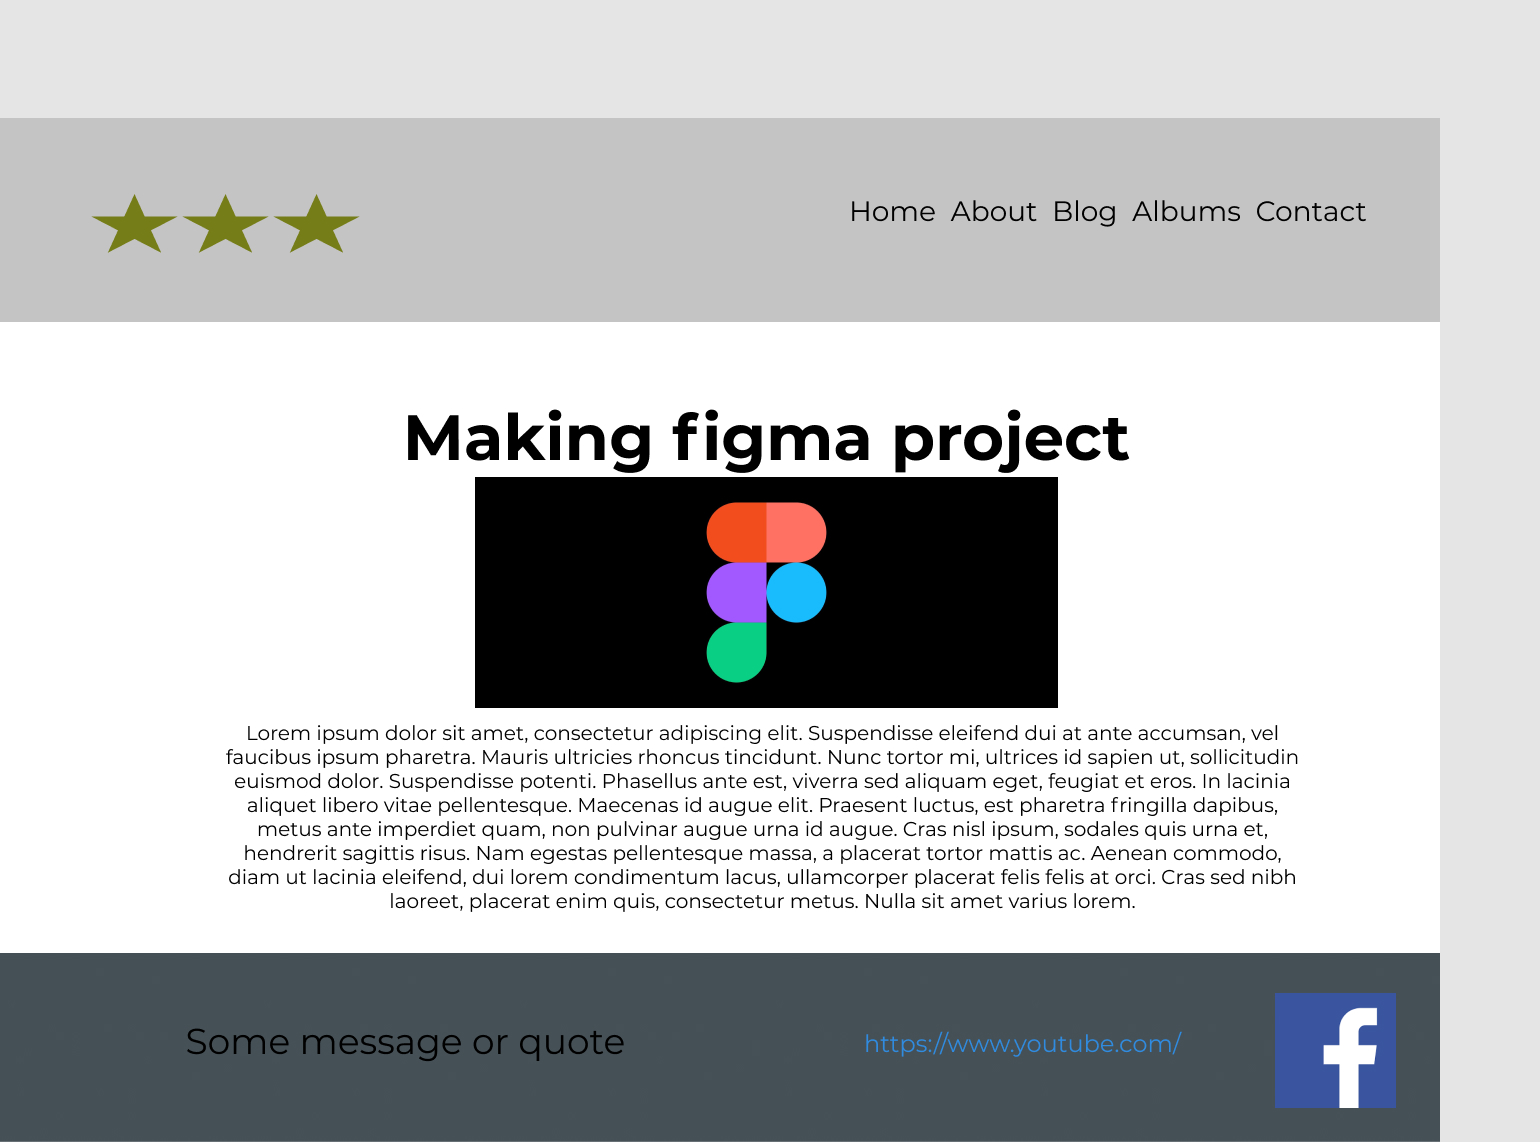 Home About Blog Albums Contact
Making figma project
Lorem ipsum dolor sit amet, consectetur adipiscing elit. Suspendisse eleifend dui at ante accumsan, vel
faucibus ipsum pharetra. Mauris ultricies rhoncus tincidunt. Nunc tortor mi, ultrices id sapien ut, sollicitudin
euismod dolor. Suspendisse potenti. Phasellus ante est, viverra sed aliquam eget, feugiat et eros. In lacinia
aliquet libero vitae pellentesque. Maecenas id augue elit. Praesent luctus, est pharetra fringilla dapibus,
metus ante imperdiet quam, non pulvinar augue urna id augue. Cras nisl ipsum, sodales quis urna et,
hendrerit sagittis risus. Nam egestas pellentesque massa, a placerat tortor mattis ac. Aenean commodo,
diam ut lacinia eleifend, dui lorem condimentum lacus, ullamcorper placerat felis felis at orci. Cras sed nibh
laoreet, placerat enim quis, consectetur metus. Nulla sit amet varius lorem.
Some message or quote
https://www.youtube.com/
f